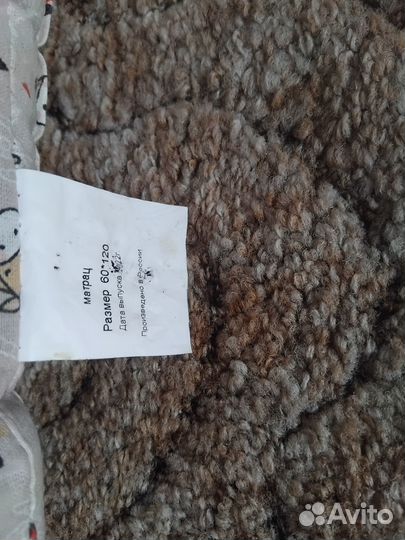 матрац
Размер 60*120
Дата выпуска
Произведено в России
Avito